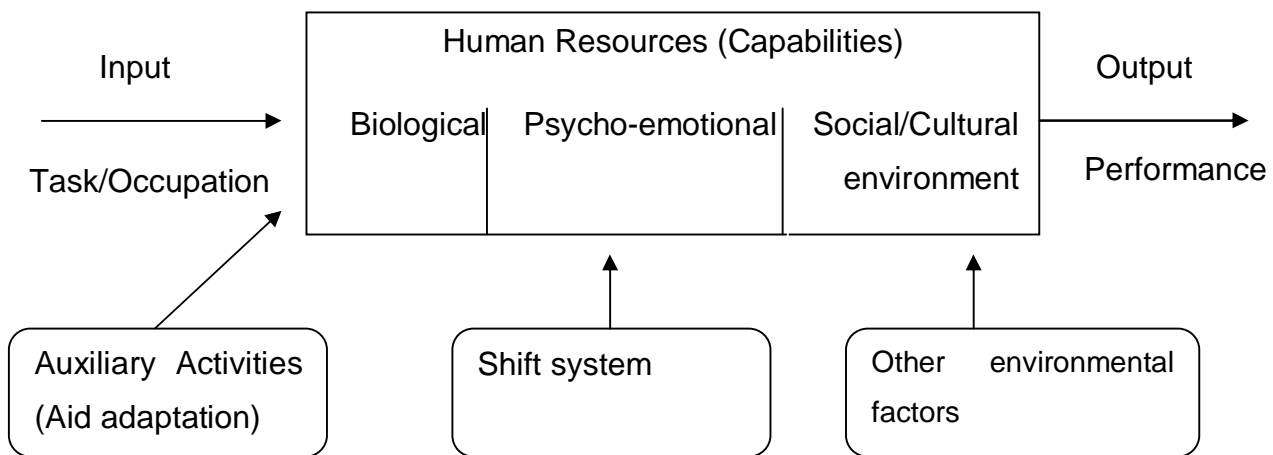 Human Resources (Capabilities)
Input
Output
Biological
Psycho-emotional
Social/Cultural
environment
Task/Occupation
Performance
Auxiliary Activities
(Aid adaptation)
Shift system
Other environmental
factors